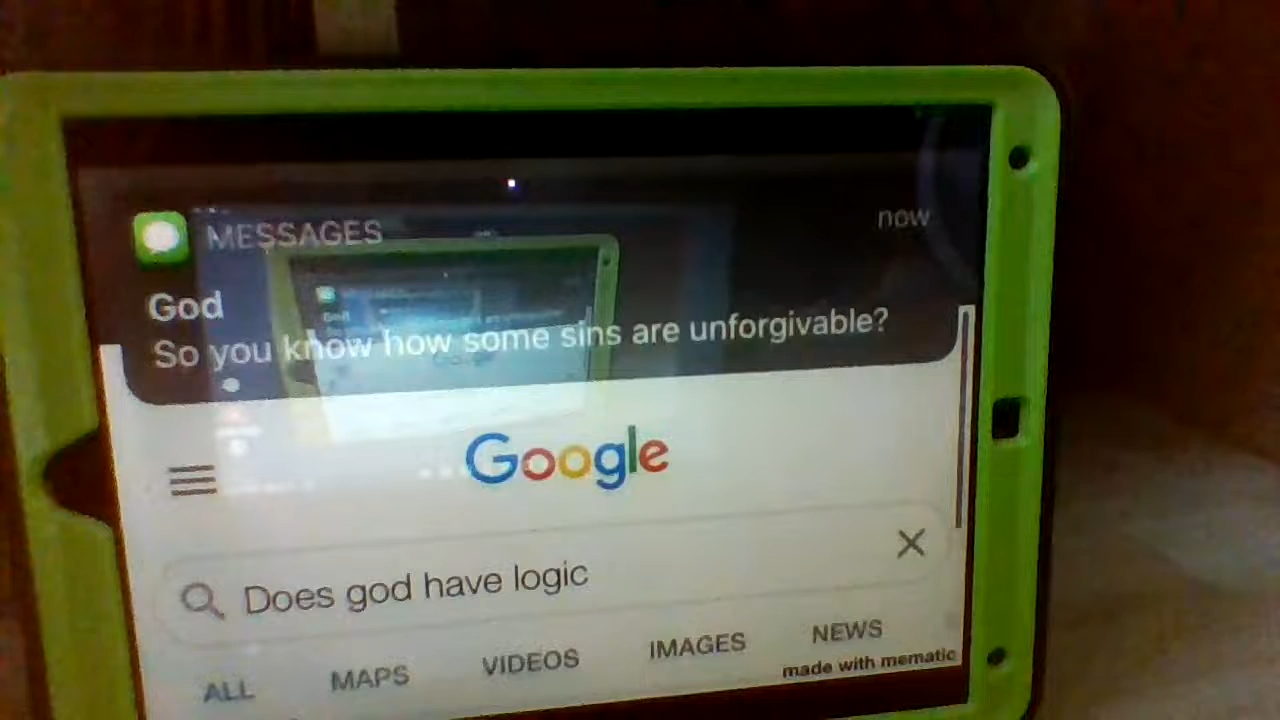 MESSAGES
now
God
So you know how some sins are unforgivable?
Google
Does god have logic
ALL MAPS VIDEOS IMAGES NEWS
made with mematic